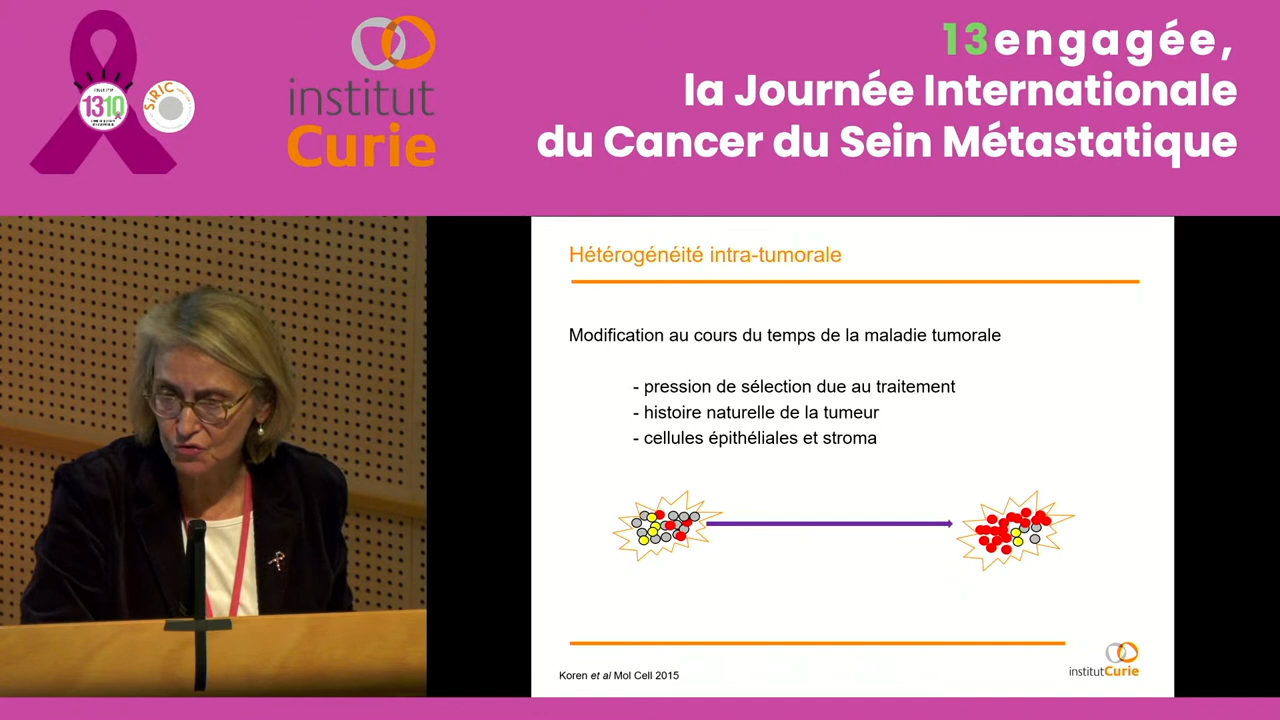 13engagée,
la Journée Internationale
du Cancer du Sein Métastatique
1310
SiRIC
institut
Curie
Hétérogénéité intra-tumorale
Modification au cours du temps de la maladie tumorale
- pression de sélection due au traitement
- histoire naturelle de la tumeur
- cellules épithéliales et stroma
Koren et al Mol Cell 2015
institutCurie